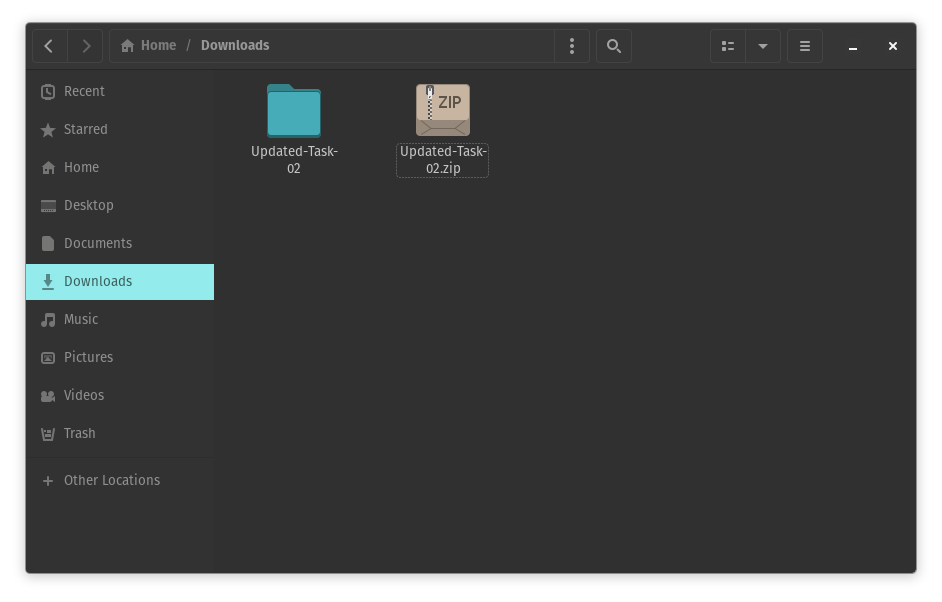 Home / Downloads
Recent
Starred
Home
Desktop
Documents
Downloads
Music
Pictures
Videos
Trash
Other Locations
Updated-Task-
02
ZIP
Updated-Task-
02.zip